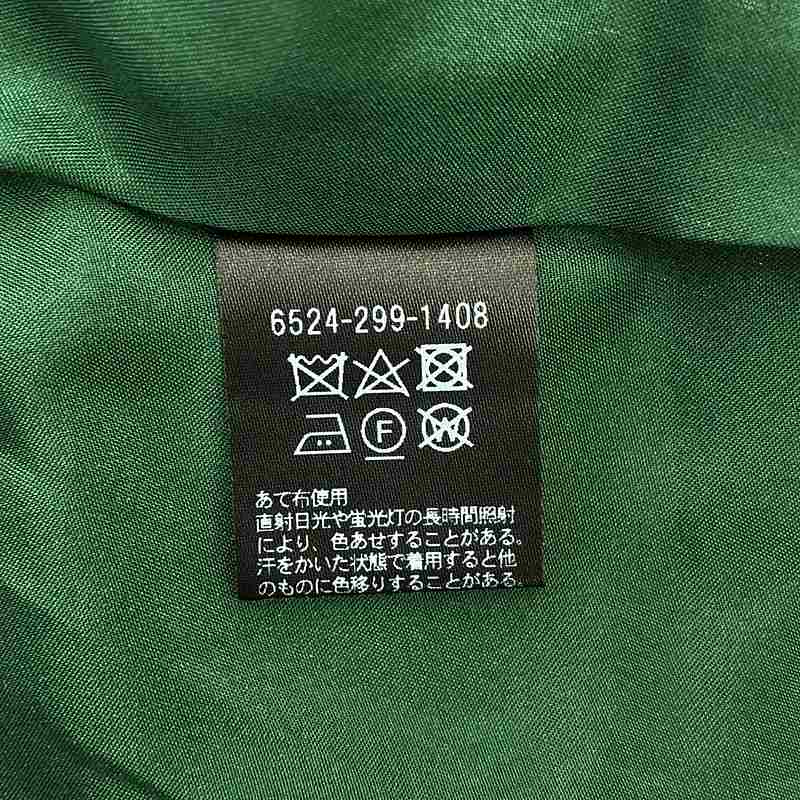 6524-299-1408
F
W
あて布使用
直射日光や蛍光灯の長時間照射
により、色あせすることがある。
汗をかいた状態で着用すると他
のものに色移りすることがある。